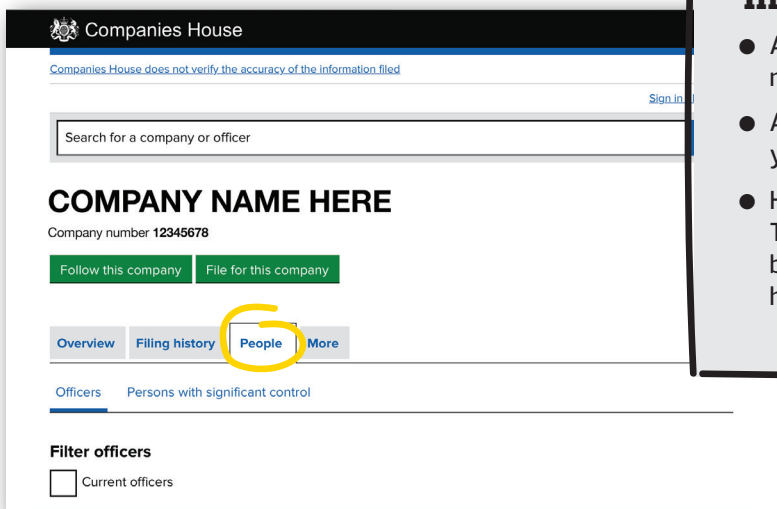 Companies House
Companies House does not verify the accuracy of the information filed
Sign in
Search for a company or officer
COMPANY NAME HERE
Company number 12345678
Follow this company File for this company
Overview Filing history People More
Officers Persons with significant control
Filter officers
Current officers